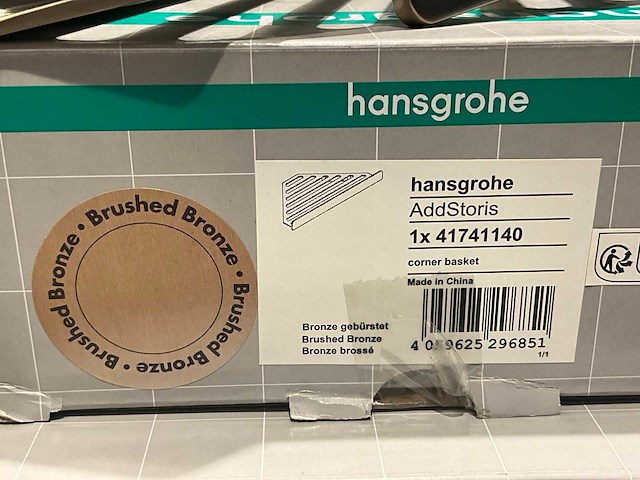 hansgrohe
Brushed Bronze • Brushed Bronze • Brushed Bronze •
hansgrohe
AddStoris
1x 41741140
corner basket
Made in China
Bronze gebürstet
Brushed Bronze
Bronze brossé
4 059625 296851
1/1